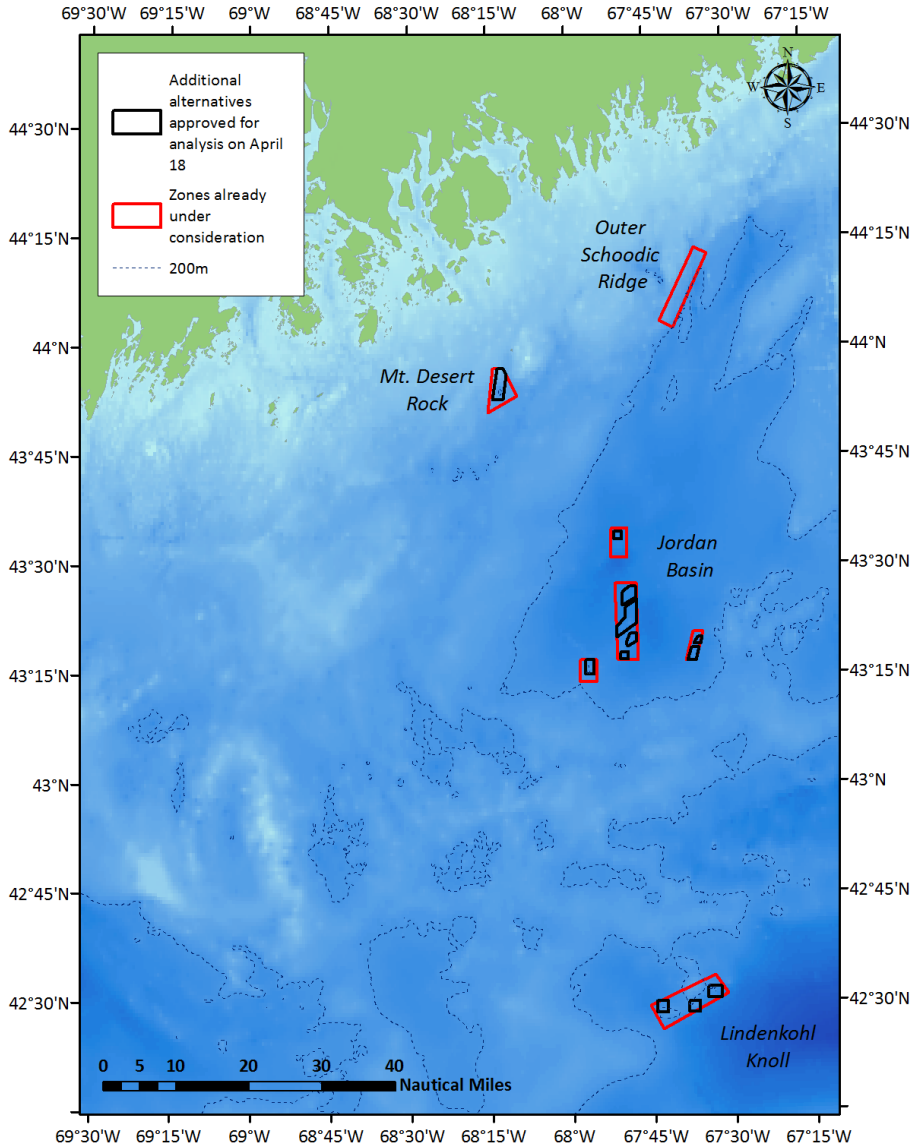 69°30'W 69°15'W 69°W 68°45'W 68°30'W 68°15'W 68°W 67°45'W 67°30'W 67°15'W
Additional
alternatives
approved for
analysis on April
18
Zones already
under
consideration
200m
N
W E
S
44°30'N 44°30'N
44°15'N 44°15'N
Outer
Schoodic
Ridge
44°N 44°N
Mt. Desert
Rock
43°45'N 43°45'N
Jordan
Basin
43°30'N 43°30'N
43°15'N 43°15'N
43°N 43°N
42°45'N 42°45'N
42°30'N 42°30'N
Lindenkohl
Knoll
0 5 10 20 30 40
Nautical Miles
69°30'W 69°15'W 69°W 68°45'W 68°30'W 68°15'W 68°W 67°45'W 67°30'W 67°15'W